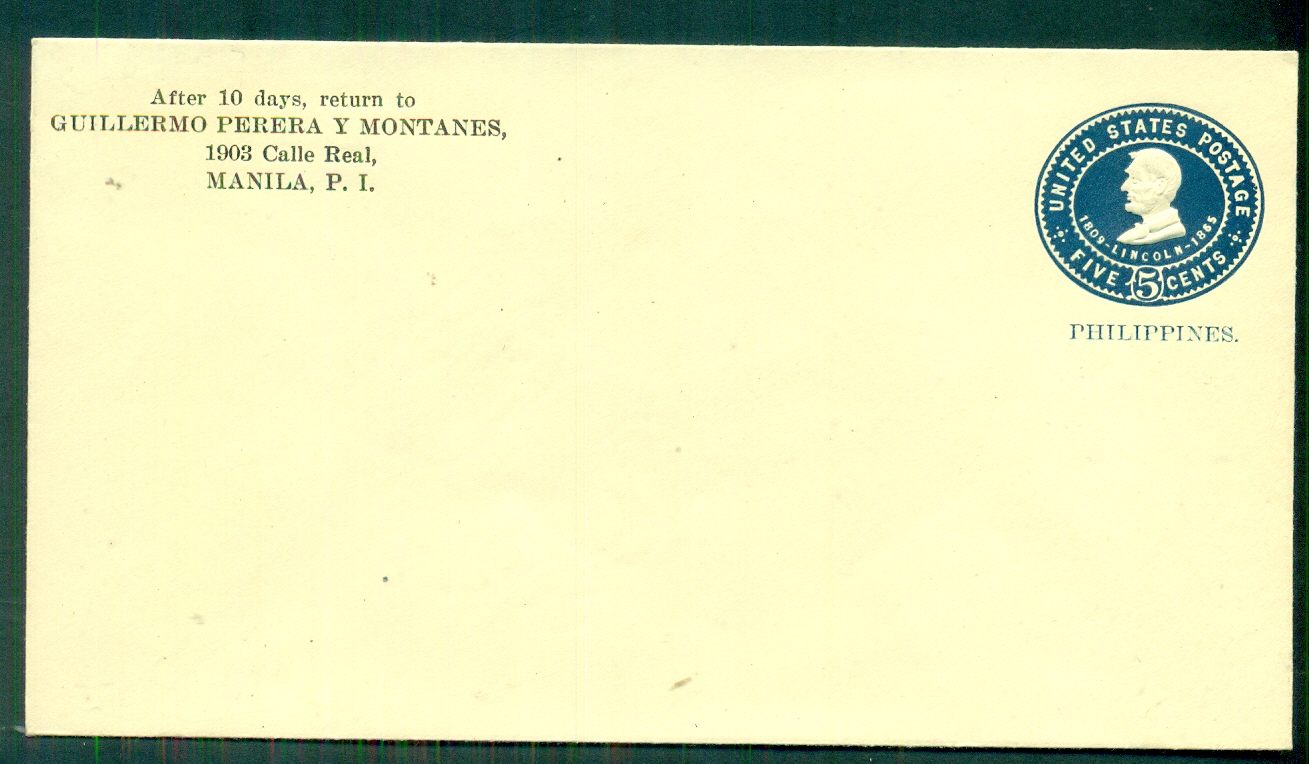 After 10 days, return to
GUILLERMO PERERA Y MONTANES,
1903 Calle Real,
MANILA, P. I.
UNITED STATES POSTAGE
1809-LINCOLN-1865
FIVE 5 CENTS
PHILIPPINES.